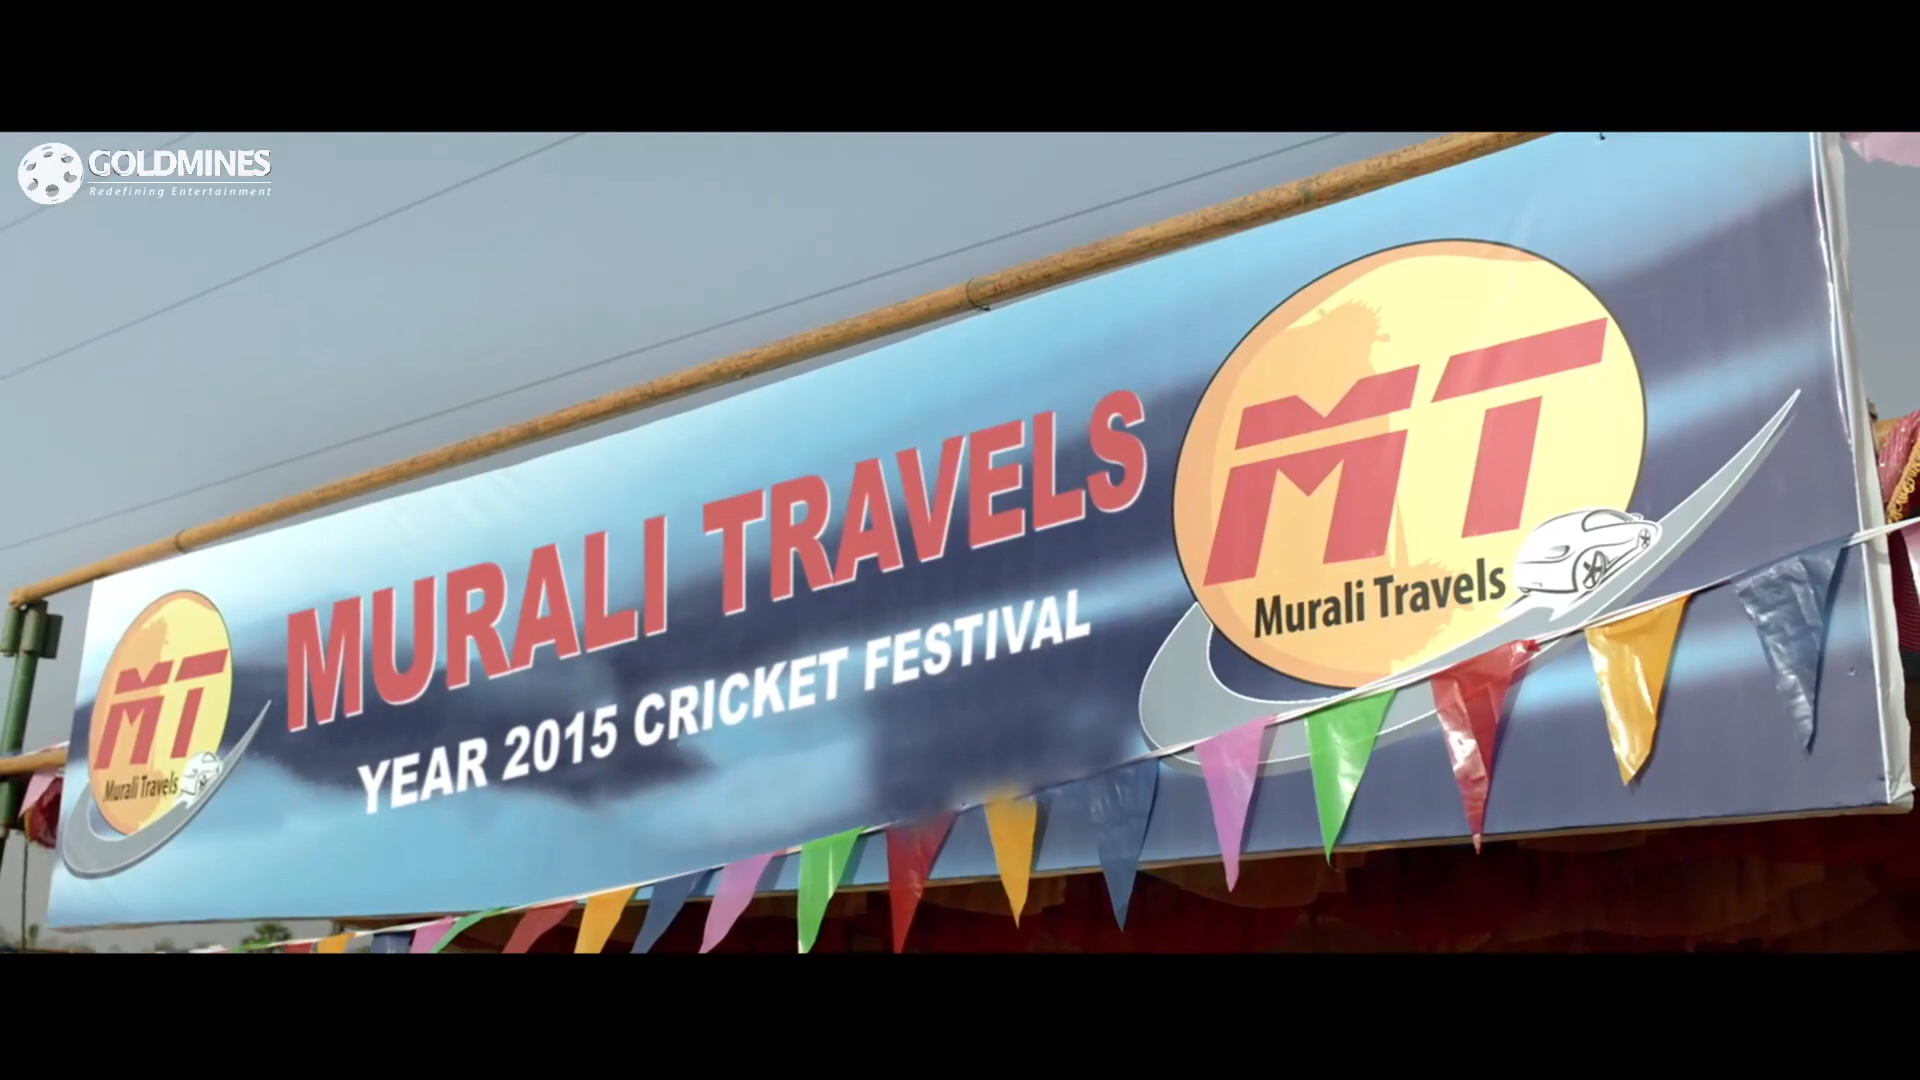 GOLDMINES
Redefining Entertainment
MURALI TRAVELS
YEAR 2015 CRICKET FESTIVAL
MT
Murali Travels
MT
Murali Travels